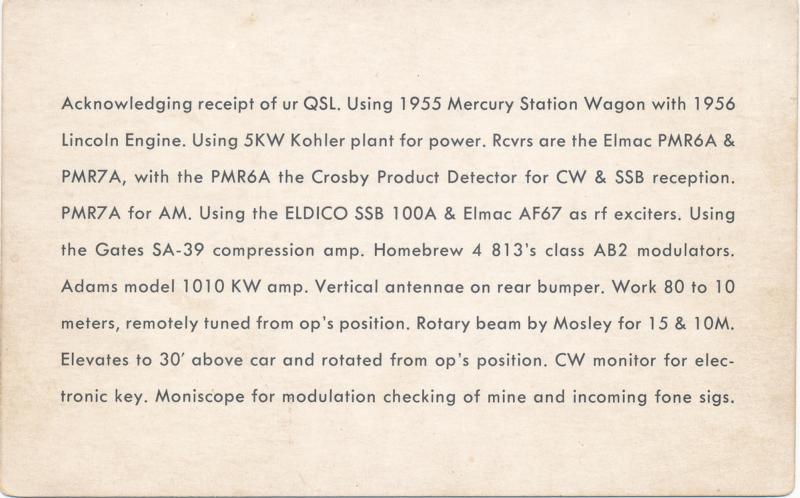 Acknowledging receipt of ur QSL. Using 1955 Mercury Station Wagon with 1956
Lincoln Engine. Using 5KW Kohler plant for power. Rcvrs are the Elmac PMR6A &
PMR7A, with the PMR6A the Crosby Product Detector for CW & SSB reception.
PMR7A for AM. Using the ELDICO SSB 100A & Elmac AF67 as rf exciters. Using
the Gates SA-39 compression amp. Homebrew 4 813's class AB2 modulators.
Adams model 1010 KW amp. Vertical antennae on rear bumper. Work 80 to 10
meters, remotely tuned from op's position. Rotary beam by Mosley for 15 & 10M.
Elevates to 30' above car and rotated from op's position. CW monitor for elec-
tronic key. Moniscope for modulation checking of mine and incoming fone sigs.